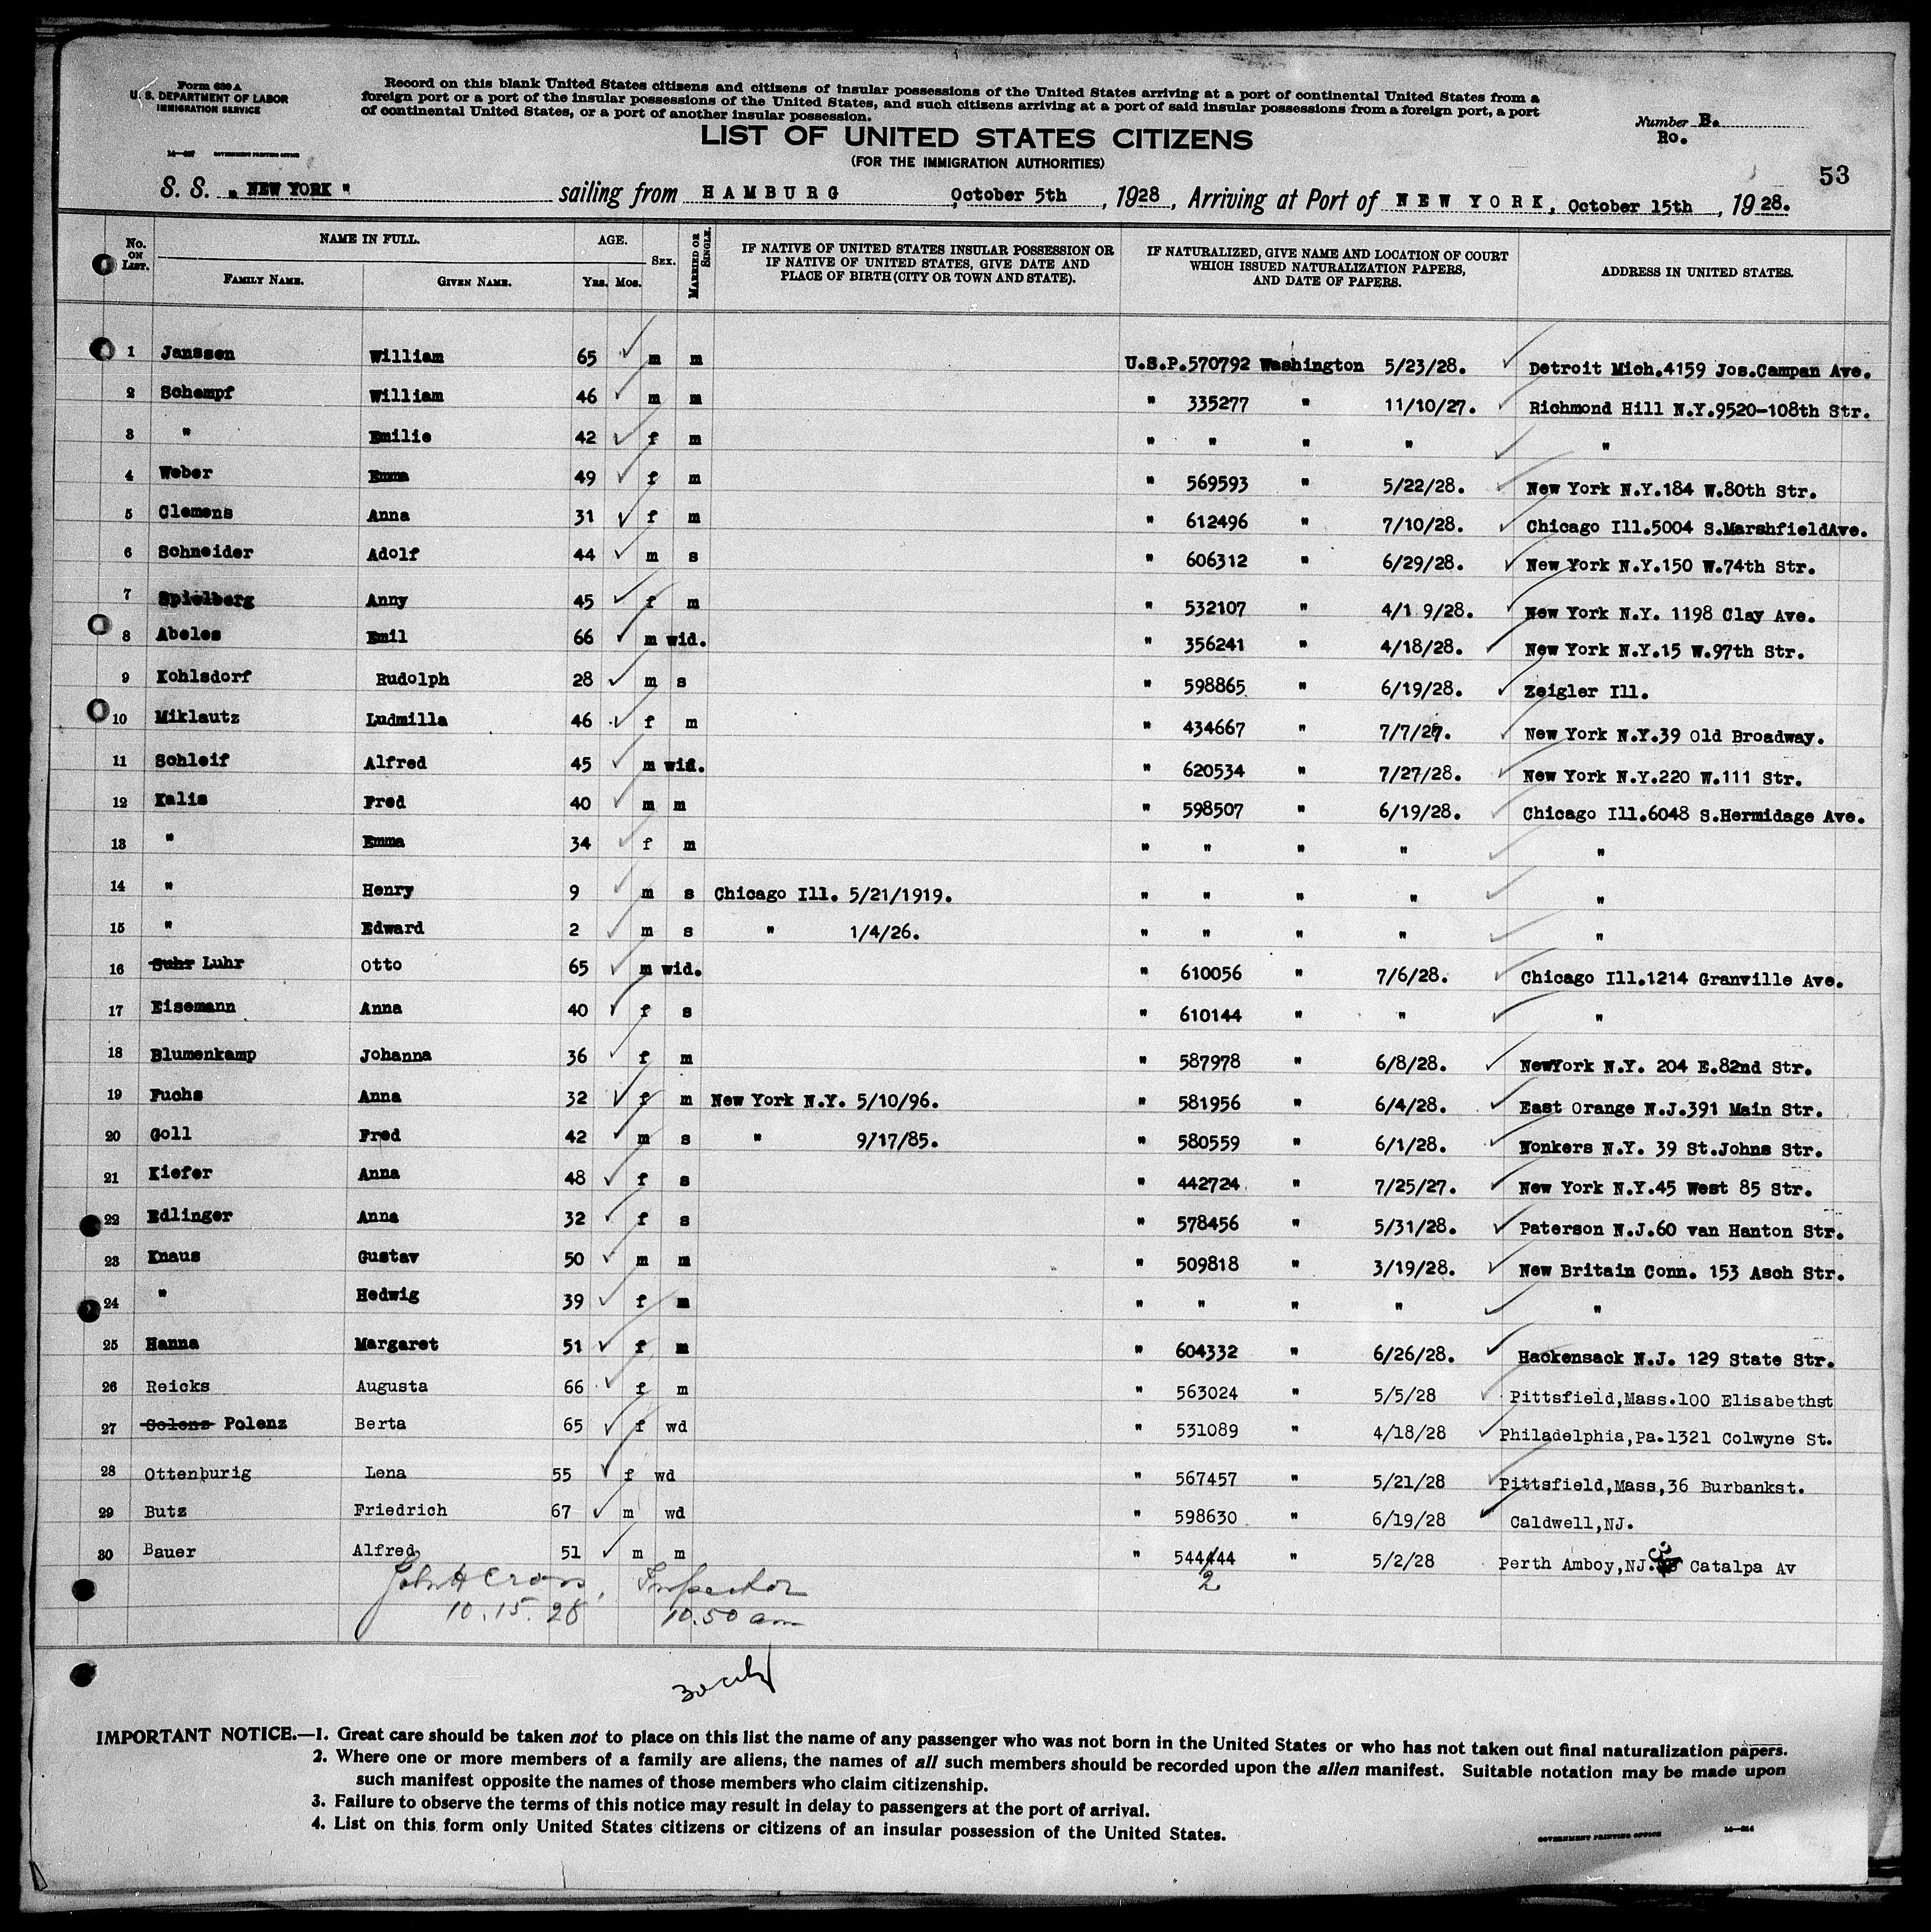 Form 630 A
U. S. DEPARTMENT OF LABOR
IMMIGRATION SERVICE
Record on this blank United States citizens and citizens of insular possessions of the United States arriving at a port of continental United States from a
foreign port or a port of the insular possessions of the United States, and such citizens arriving at a port of said insular possessions from a foreign port, a port
of continental United States, or a port of another insular possession.
LIST OF UNITED STATES CITIZENS
(FOR THE IMMIGRATION AUTHORITIES)
Number B.
Ro.
GOVERNMENT PRINTING OFFICE
53
S. S. " NEW YORK " sailing from HAMBURG October 5th, 1928, Arriving at Port of NEW YORK, October 15th, 1928.
No. ON LIST. NAME IN FULL. FAMILY NAME. GIVEN NAME. AGE. YRS. MOS. SEX. MARRIED OR SINGLE. IF NATIVE OF UNITED STATES INSULAR POSSESSION OR IF NATIVE OF UNITED STATES, GIVE DATE AND PLACE OF BIRTH (CITY OR TOWN AND STATE). IF NATURALIZED, GIVE NAME AND LOCATION OF COURT WHICH ISSUED NATURALIZATION PAPERS, AND DATE OF PAPERS. ADDRESS IN UNITED STATES.
1 Janssen William 65 m m U.S.P.570792 Washington 5/23/28. Detroit Mich.4159 Jos.Campan Ave.
2 Schempf William 46 m m " 335277 " 11/10/27. Richmond Hill N.Y.9520-108th Str.
3 " Emilie 42 f m " " " " "
4 Weber Emma 49 f m " 569593 " 5/22/28. New York N.Y.184 W.80th Str.
5 Clemens Anna 31 f m " 612496 " 7/10/28. Chicago Ill.5004 S.MarshfieldAve.
6 Schneider Adolf 44 m s " 606312 " 6/29/28. New York N.Y.150 W.74th Str.
7 Spielberg Anny 45 f m " 532107 " 4/1 9/28. New York N.Y. 1198 Clay Ave.
8 Abeles Emil 66 m wid. " 356241 " 4/18/28. New York N.Y.15 W.97th Str.
9 Kohlsdorf Rudolph 28 m s " 598865 " 6/19/28. Zeigler Ill.
10 Miklautz Ludmilla 46 f m " 434667 " 7/7/27. New York N.Y.39 Old Broadway.
11 Schleif Alfred 45 m wid. " 620534 " 7/27/28. New York N.Y.220 W.111 Str.
12 Kalis Fred 40 m m " 598507 " 6/19/28. Chicago Ill.6048 S.Hermidage Ave.
13 " Emma 34 f m " " " " "
14 " Henry 9 m s Chicago Ill. 5/21/1919. " " " " "
15 " Edward 2 m s " 1/4/26. " " " " "
16 Suhr Luhr Otto 65 m wid. " 610056 " 7/6/28. Chicago Ill.1214 Granville Ave.
17 Eisemann Anna 40 f s " 610144 " " "
18 Blumenkamp Johanna 36 f m " 587978 " 6/8/28. NewYork N.Y. 204 E.82nd Str.
19 Fuchs Anna 32 f m New York N.Y. 5/10/96. " 581956 " 6/4/28. East Orange N.J.391 Main Str.
20 Goll Fred 42 m s " 9/17/85. " 580559 " 6/1/28. Wonkers N.Y. 39 St.Johns Str.
21 Kiefer Anna 48 f s " 442724 " 7/25/27. New York N.Y.45 West 85 Str.
22 Edlinger Anna 32 f s " 578456 " 5/31/28. Paterson N.J.60 van Hanton Str.
23 Knaus Gustav 50 m m " 509818 " 3/19/28. New Britain Conn. 153 Asch Str.
24 " Hedwig 39 f m " " " " "
25 Hanna Margaret 51 f m " 604332 " 6/26/28. Hackensack N.J. 129 State Str.
26 Reicks Augusta 66 f m " 563024 " 5/5/28 Pittsfield,Mass.100 Elisabethst
27 Solenz Polenz Berta 65 f wd " 531089 " 4/18/28 Philadelphia,Pa.1321 Colwyne St.
28 Ottenburig Lena 55 f wd " 567457 " 5/21/28 Pittsfield,Mass,36 Burbankst.
29 Butz Friedrich 67 m wd " 598630 " 6/19/28 Caldwell,NJ.
30 Bauer Alfred 51 m m " 544444 " 5/2/28 Perth Amboy,NJ. Catalpa Av
2
John H Cross, Inspector
10.15.28 10.50 am
IMPORTANT NOTICE.—1. Great care should be taken not to place on this list the name of any passenger who was not born in the United States or who has not taken out final naturalization papers.
2. Where one or more members of a family are aliens, the names of all such members should be recorded upon the alien manifest. Suitable notation may be made upon
such manifest opposite the names of those members who claim citizenship.
3. Failure to observe the terms of this notice may result in delay to passengers at the port of arrival.
4. List on this form only United States citizens or citizens of an insular possession of the United States.
GOVERNMENT PRINTING OFFICE